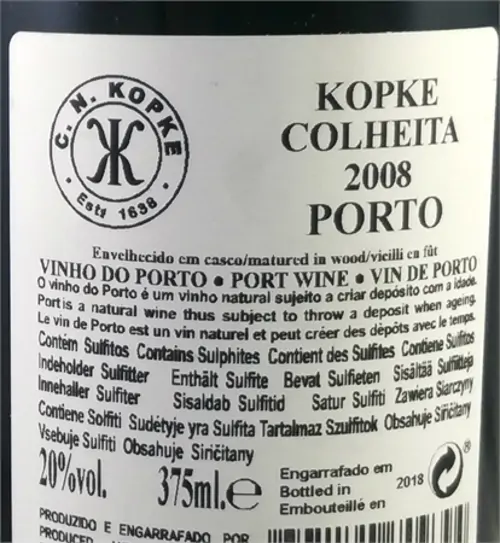 C. N. KOPKE
Estd 1638
KOPKE
COLHEITA
2008
PORTO
Envelhecido em casco/matured in wood/vieilli en fût
VINHO DO PORTO • PORT WINE • VIN DE PORTO
O vinho do Porto é um vinho natural sujeito a criar depósito com a idade.
Port is a natural wine thus subject to throw a deposit when ageing.
Le vin de Porto est un vin naturel et peut créer des dépôts avec le temps.
Contém Sulfitos Contains Sulphites Contient des Sulfites Contiene Sulfitos
Indeholder Sulfitter Enthält Sulfite Bevat Sulfieten Sisältää Sulfiitteja
Innehaller Sulfiter Sisaldab Sulfitid Satur Sulfiti Zawiera Siarczyny
Contiene Solfiti Sudétyje yra Sulfita Tartalmaz Szulfitok Obsahuje Siričitany
Vsebuje Sulfiti Obsahuje Siričitany
20%vol. 375ml.e
Engarrafado em
Bottled in 2018
Embouteillé en
PRODUZIDO E ENGARRAFADO POR
PRODUCED